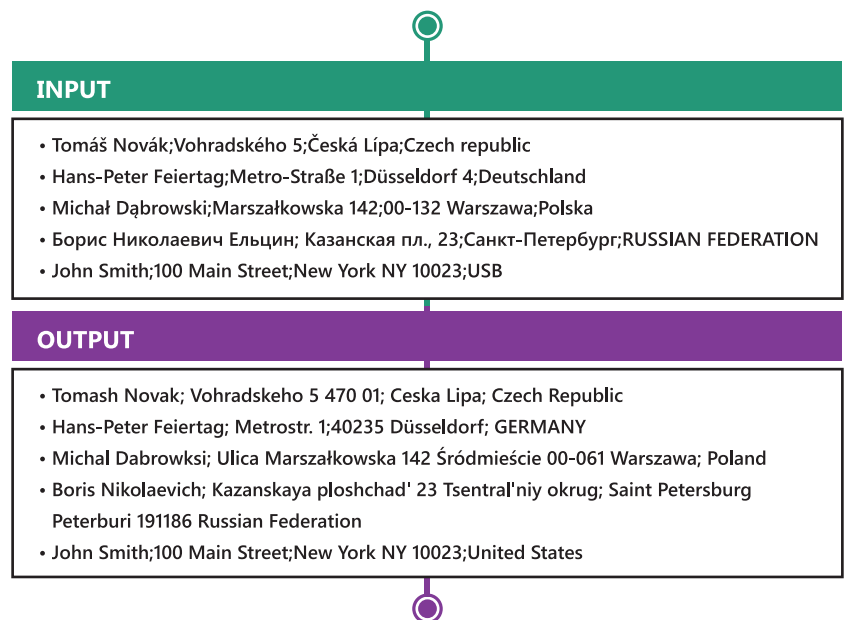 INPUT
• Tomáš Novák;Vohradského 5;Česká Lípa;Czech republic
• Hans-Peter Feiertag;Metro-Straße 1;Düsseldorf 4;Deutschland
• Michał Dąbrowski;Marszałkowska 142;00-132 Warszawa;Polska
• Борис Николаевич Ельцин; Казанская пл., 23;Санкт-Петербург;RUSSIAN FEDERATION
• John Smith;100 Main Street;New York NY 10023;USB
OUTPUT
• Tomash Novak; Vohradskeho 5 470 01; Ceska Lipa; Czech Republic
• Hans-Peter Feiertag; Metrostr. 1;40235 Düsseldorf; GERMANY
• Michal Dabrowksi; Ulica Marszałkowska 142 Śródmieście 00-061 Warszawa; Poland
• Boris Nikolaevich; Kazanskaya ploshchad' 23 Tsentral'niy okrug; Saint Petersburg
Peterburi 191186 Russian Federation
• John Smith;100 Main Street;New York NY 10023;United States